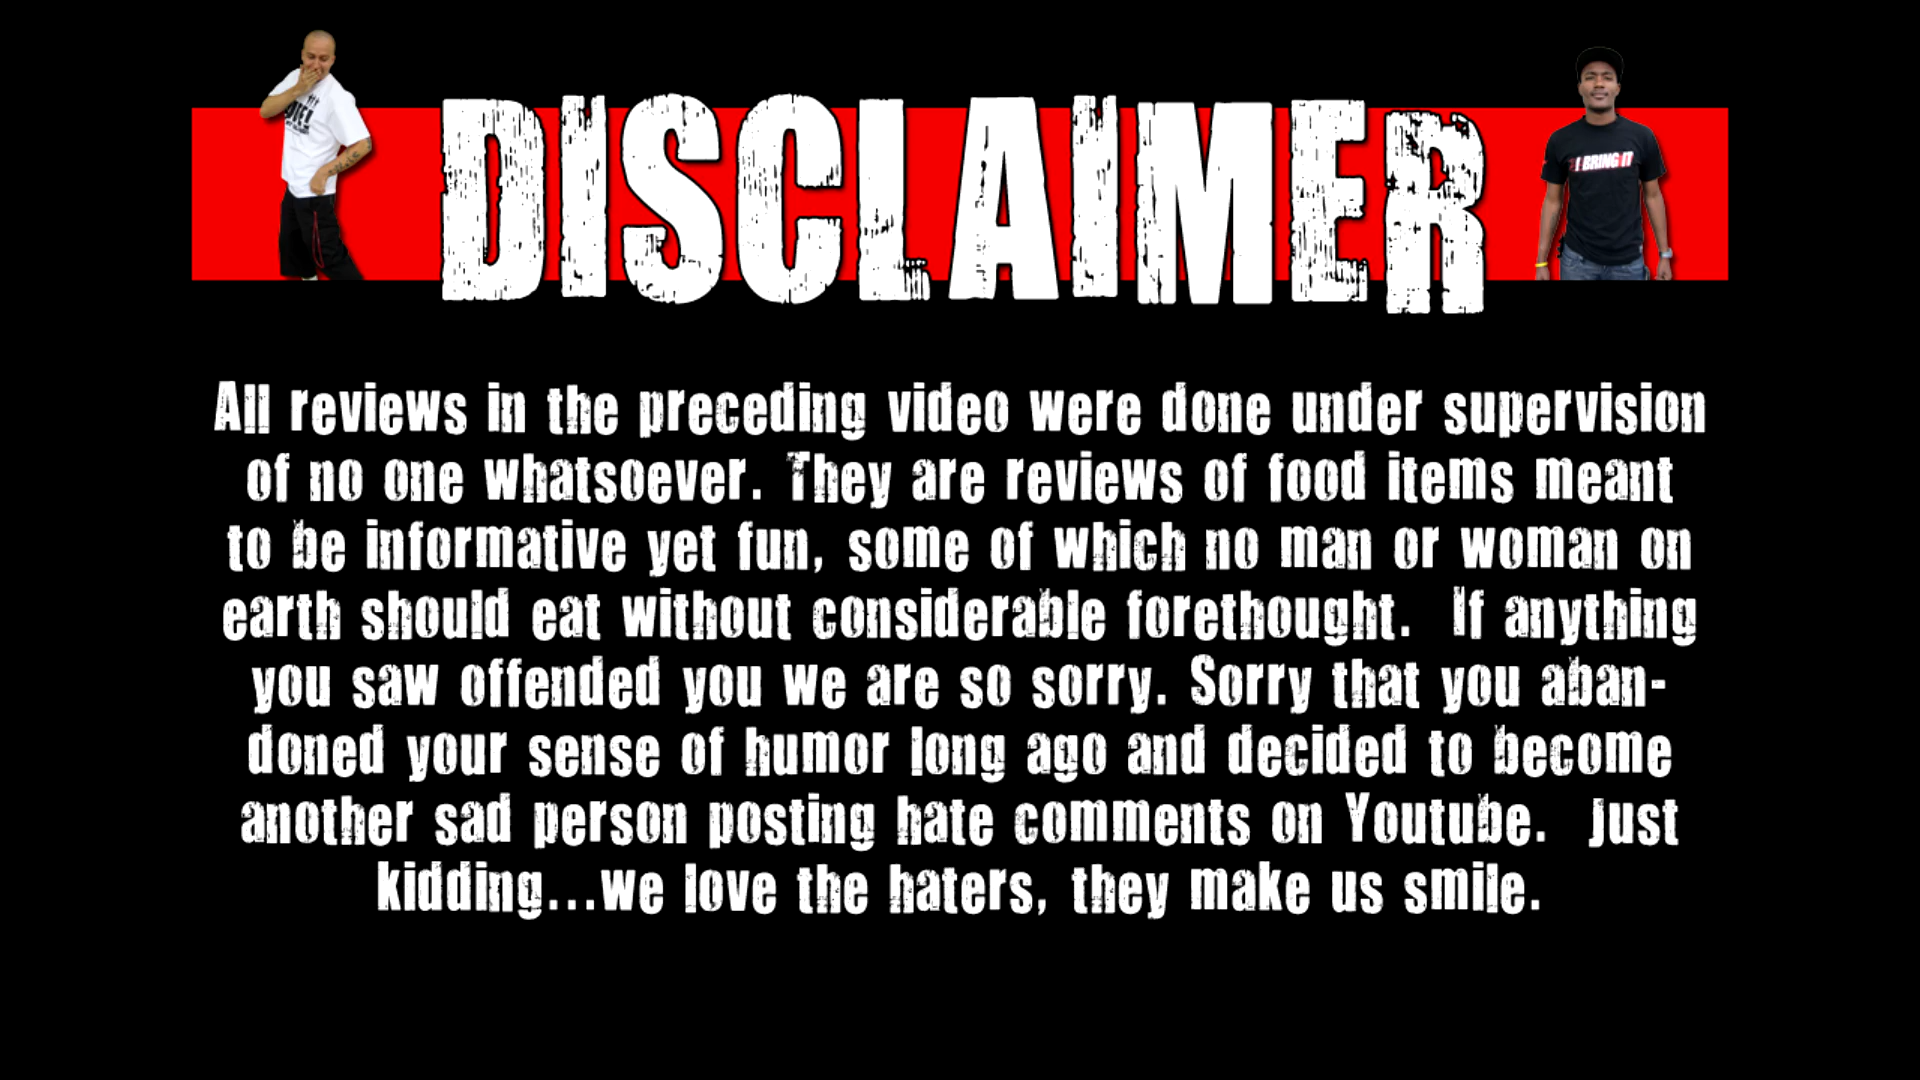 DISCLAIMER
DIE!
I BRING IT
All reviews in the preceding video were done under supervision
of no one whatsoever. They are reviews of food items meant
to be informative yet fun, some of which no man or woman on
earth should eat without considerable forethought. If anything
you saw offended you we are so sorry. Sorry that you aban-
doned your sense of humor long ago and decided to become
another sad person posting hate comments on Youtube. Just
kidding...we love the haters, they make us smile.